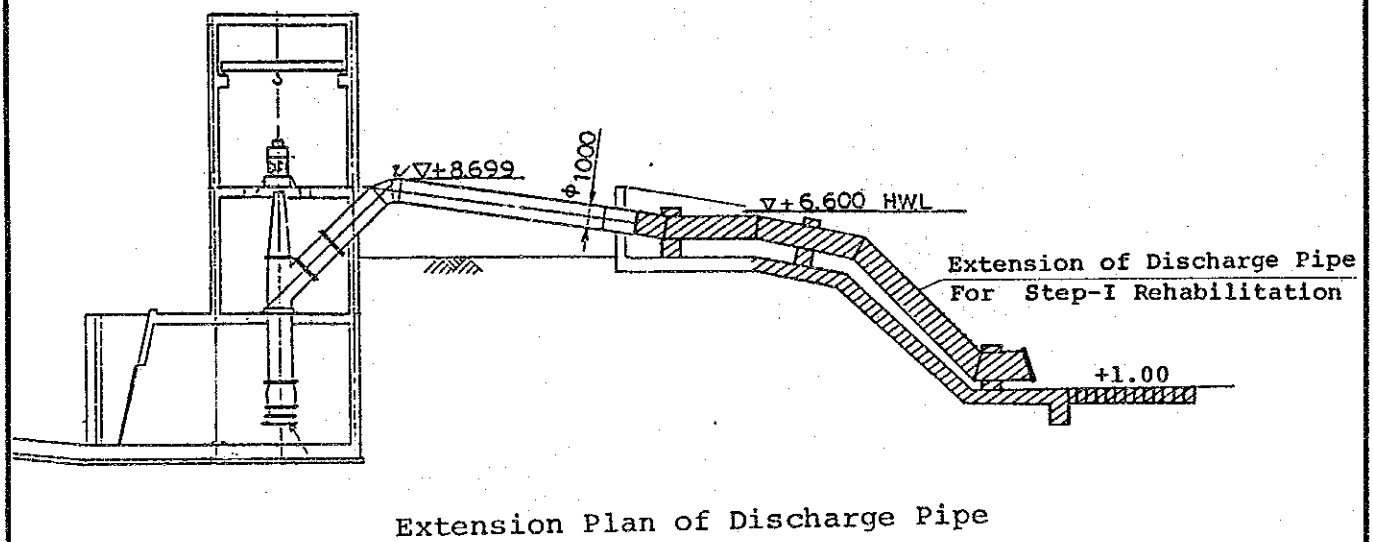 ▽+8.699
φ1000
▽+6.600 HWL
Extension of Discharge Pipe
For Step-I Rehabilitation
+1.00
Extension Plan of Discharge Pipe